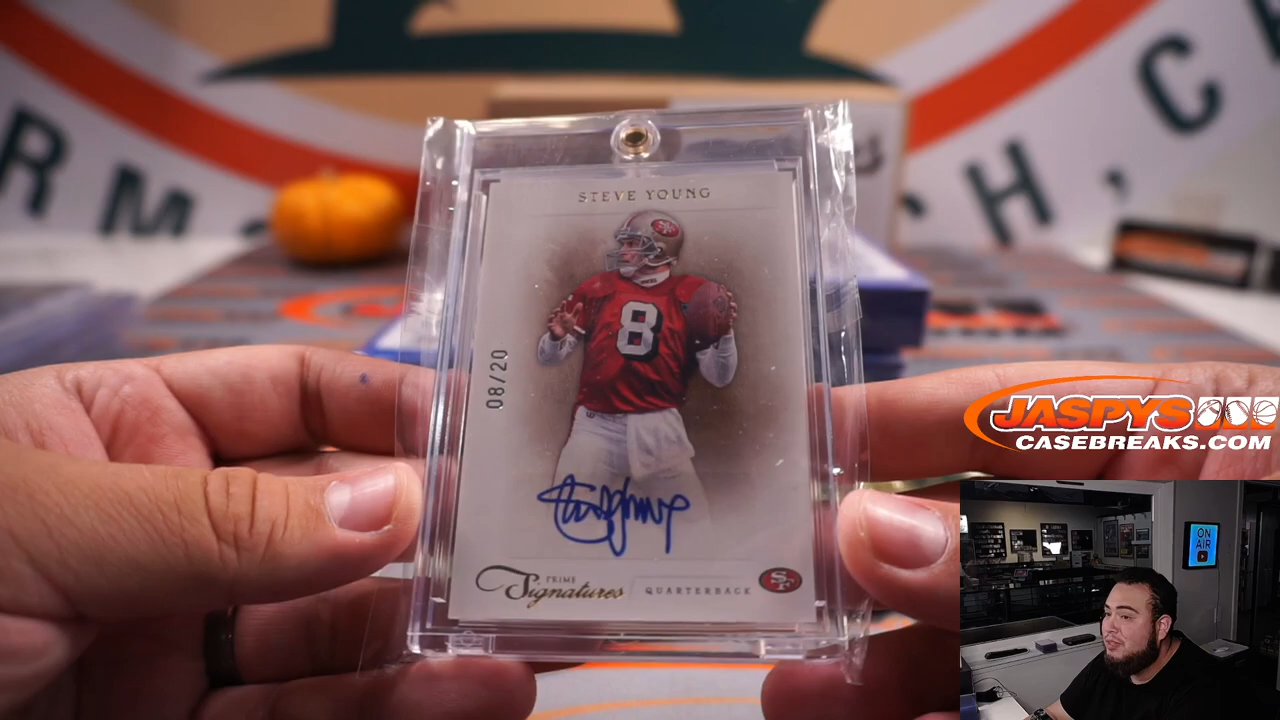 STEVE YOUNG
8
08/20
PRIME
Signatures
QUARTERBACK
SF
JASPYS
CASEBREAKS.COM
ON
AIR